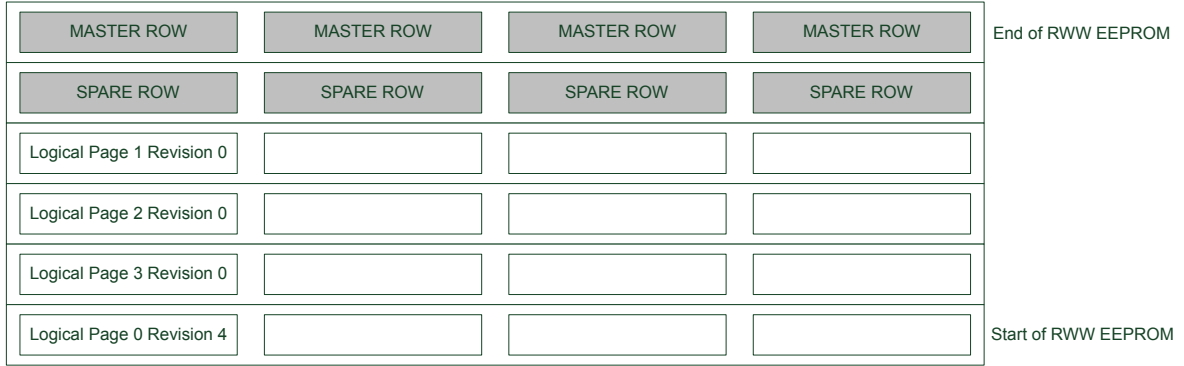 MASTER ROW MASTER ROW MASTER ROW MASTER ROW End of RWW EEPROM
SPARE ROW SPARE ROW SPARE ROW SPARE ROW
Logical Page 1 Revision 0
Logical Page 2 Revision 0
Logical Page 3 Revision 0
Logical Page 0 Revision 4 Start of RWW EEPROM